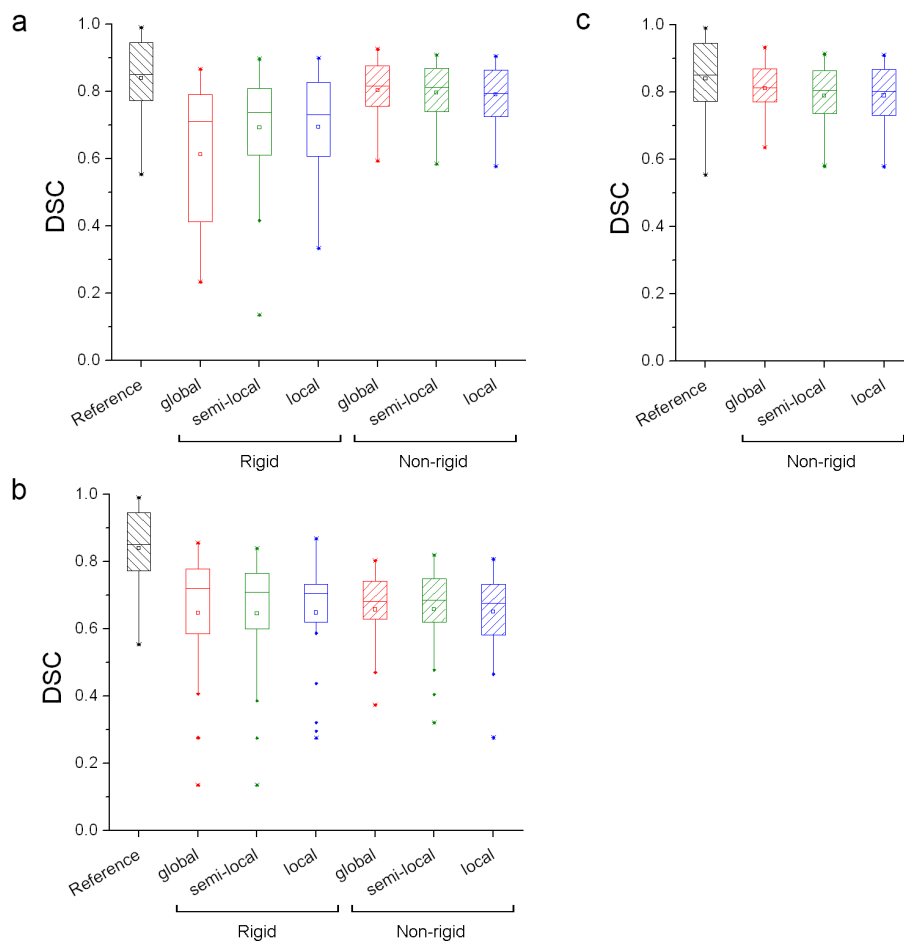 a
1.0
0.8
0.6
0.4
0.2
0.0
DSC
Reference
global
semi-local
local
global
semi-local
local
Rigid
Non-rigid
c
1.0
0.8
0.6
0.4
0.2
0.0
DSC
Reference
global
semi-local
local
Non-rigid
b
1.0
0.8
0.6
0.4
0.2
0.0
DSC
Reference
global
semi-local
local
global
semi-local
local
Rigid
Non-rigid